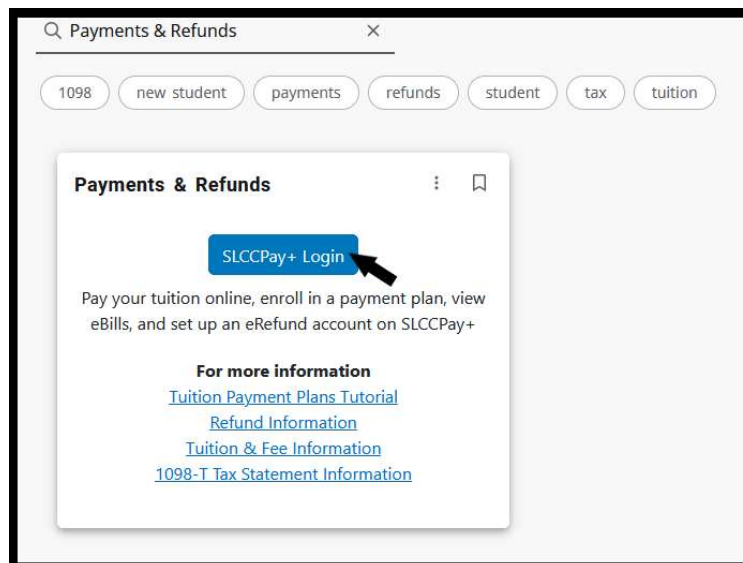 Payments & Refunds
1098 new student payments refunds student tax tuition
Payments & Refunds
SLCCPay+ Login
Pay your tuition online, enroll in a payment plan, view
eBills, and set up an eRefund account on SLCCPay+
For more information
Tuition Payment Plans Tutorial
Refund Information
Tuition & Fee Information
1098-T Tax Statement Information